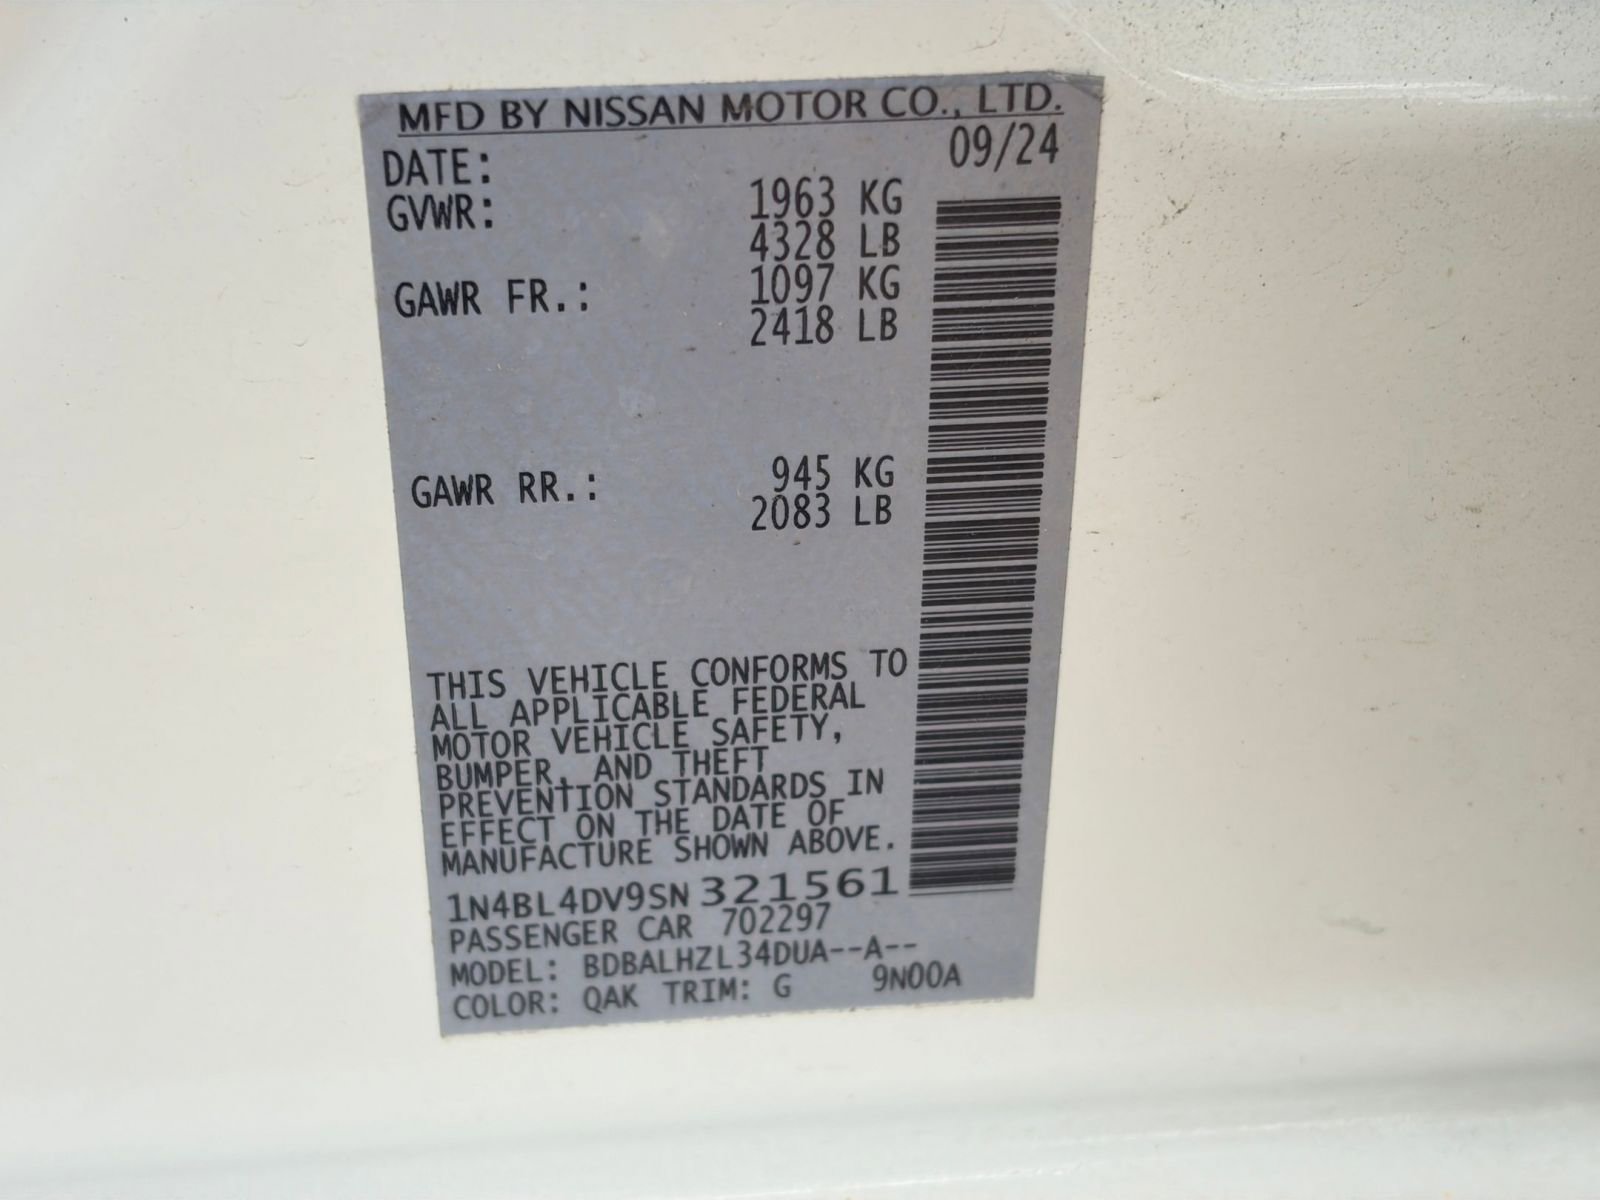 MFD BY NISSAN MOTOR CO., LTD.
DATE: 09/24
GVWR: 1963 KG
4328 LB
GAWR FR.: 1097 KG
2418 LB
GAWR RR.: 945 KG
2083 LB
THIS VEHICLE CONFORMS TO
ALL APPLICABLE FEDERAL
MOTOR VEHICLE SAFETY,
BUMPER, AND THEFT
PREVENTION STANDARDS IN
EFFECT ON THE DATE OF
MANUFACTURE SHOWN ABOVE.
1N4BL4DV9SN321561
PASSENGER CAR 702297
MODEL: BDBALHZL34DUA--A--
COLOR: QAK TRIM: G 9N00A